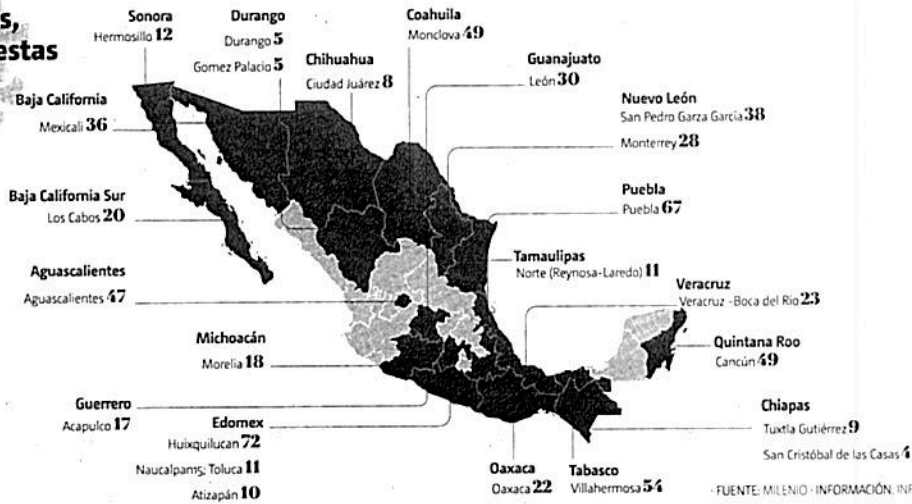 s,
estas
Sonora
Hermosillo 12
Durango
Durango 5
Gomez Palacio 5
Chihuahua
Ciudad Juárez 8
Coahuila
Monclova 49
Guanajuato
León 30
Nuevo León
San Pedro Garza García 38
Monterrey 28
Baja California
Mexicali 36
Puebla
Puebla 67
Baja California Sur
Los Cabos 20
Tamaulipas
Norte (Reynosa-Laredo) 11
Aguascalientes
Aguascalientes 47
Veracruz
Veracruz -Boca del Río 23
Michoacán
Morelia 18
Quintana Roo
Cancún 49
Guerrero
Acapulco 17
Edomex
Huixquilucan 72
Naucalpan15; Toluca 11
Atizapán 10
Chiapas
Tuxtla Gutiérrez 9
San Cristóbal de las Casas 4
Oaxaca
Oaxaca 22
Tabasco
Villahermosa 54
· FUENTE: MILENIO · INFORMACIÓN: INF